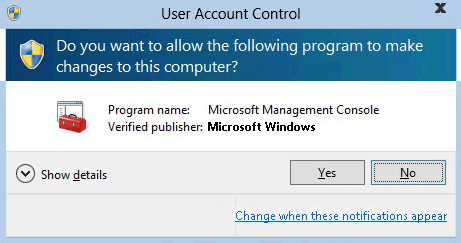 User Account Control
Do you want to allow the following program to make
changes to this computer?
Program name: Microsoft Management Console
Verified publisher: Microsoft Windows
Show details
Yes
No
Change when these notifications appear